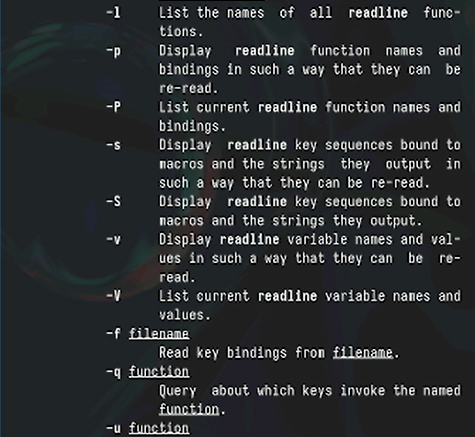 -l List the names of all readline func-
tions.
-p Display readline function names and
bindings in such a way that they can be
re-read.
-P List current readline function names and
bindings.
-s Display readline key sequences bound to
macros and the strings they output in
such a way that they can be re-read.
-S Display readline key sequences bound to
macros and the strings they output.
-v Display readline variable names and val-
ues in such a way that they can be re-
read.
-V List current readline variable names and
values.
-f filename
Read key bindings from filename.
-q function
Query about which keys invoke the named
function.
-u function